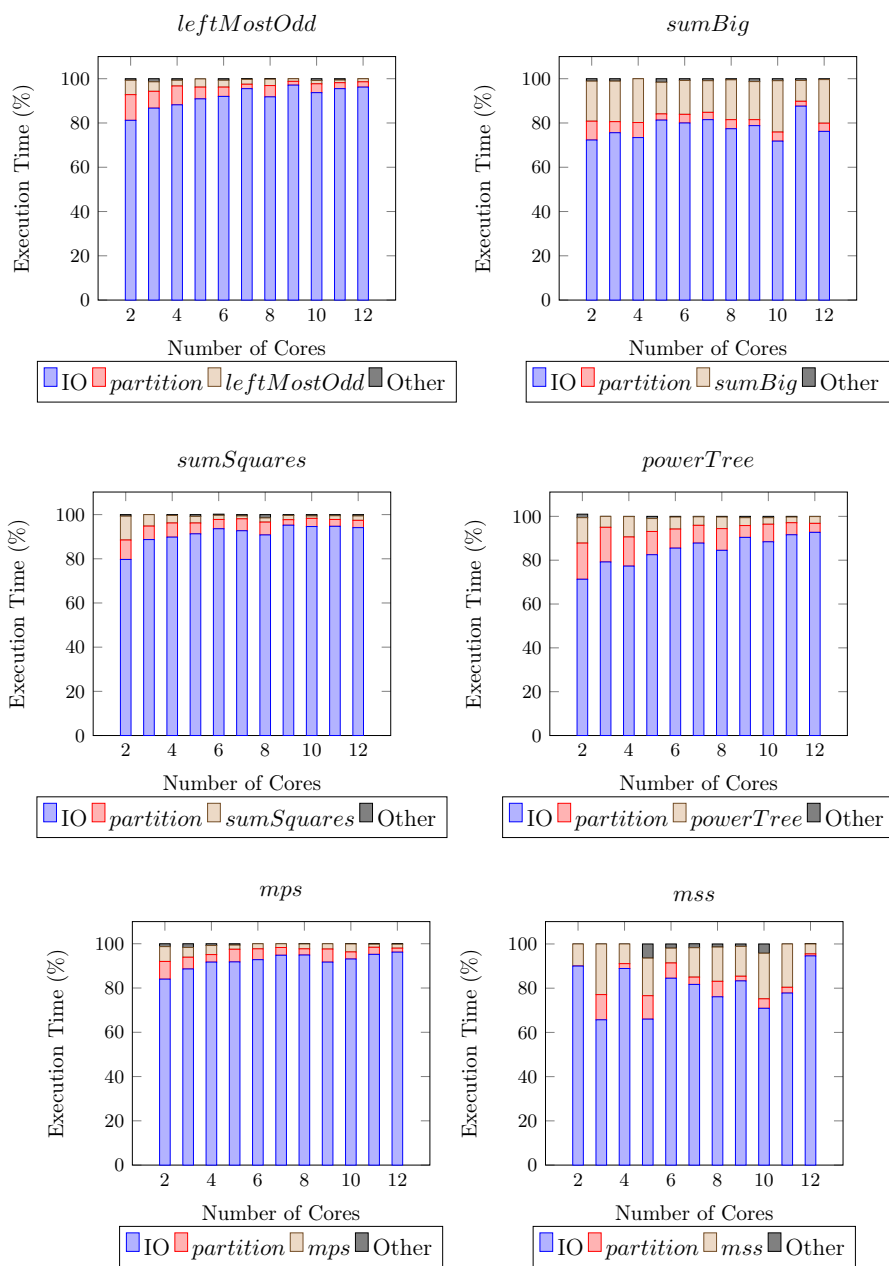 leftMostOdd
Execution Time (%)
100
80
60
40
20
0
2 4 6 8 10 12
Number of Cores
IO partition leftMostOdd Other
sumBig
Execution Time (%)
100
80
60
40
20
0
2 4 6 8 10 12
Number of Cores
IO partition sumBig Other
sumSquares
Execution Time (%)
100
80
60
40
20
0
2 4 6 8 10 12
Number of Cores
IO partition sumSquares Other
powerTree
Execution Time (%)
100
80
60
40
20
0
2 4 6 8 10 12
Number of Cores
IO partition powerTree Other
mps
Execution Time (%)
100
80
60
40
20
0
2 4 6 8 10 12
Number of Cores
IO partition mps Other
mss
Execution Time (%)
100
80
60
40
20
0
2 4 6 8 10 12
Number of Cores
IO partition mss Other